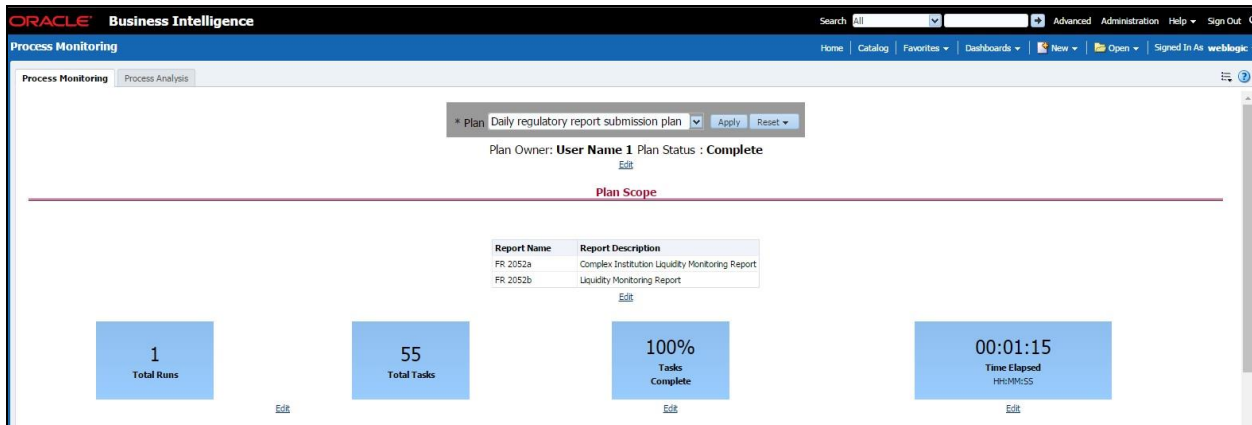 ORACLE Business Intelligence
Search All Advanced Administration Help Sign Out
Process Monitoring
Home Catalog Favorites Dashboards New Open Signed In As weblogic
Process Monitoring Process Analysis
* Plan Daily regulatory report submission plan Apply Reset
Plan Owner: User Name 1 Plan Status : Complete
Edit
Plan Scope
Report Name Report Description
FR 2052a Complex Institution Liquidity Monitoring Report
FR 2052b Liquidity Monitoring Report
Edit
1
Total Runs
55
Total Tasks
Edit
100%
Tasks
Complete
Edit
00:01:15
Time Elapsed
HH:MM:SS
Edit